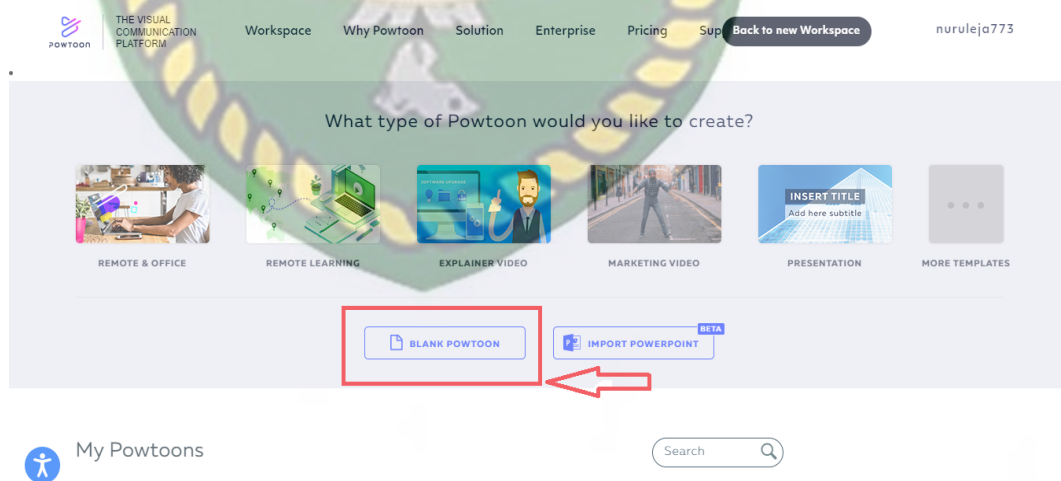 POWTOON
THE VISUAL
COMMUNICATION
PLATFORM
Workspace Why Powtoon Solution Enterprise Pricing Sup Back to new Workspace nuruleja773
What type of Powtoon would you like to create?
SOFTWARE UPGRADE
INSERT TITLE
Add here subtitle
REMOTE & OFFICE REMOTE LEARNING EXPLAINER VIDEO MARKETING VIDEO PRESENTATION MORE TEMPLATES
BLANK POWTOON IMPORT POWERPOINT BETA
My Powtoons Search